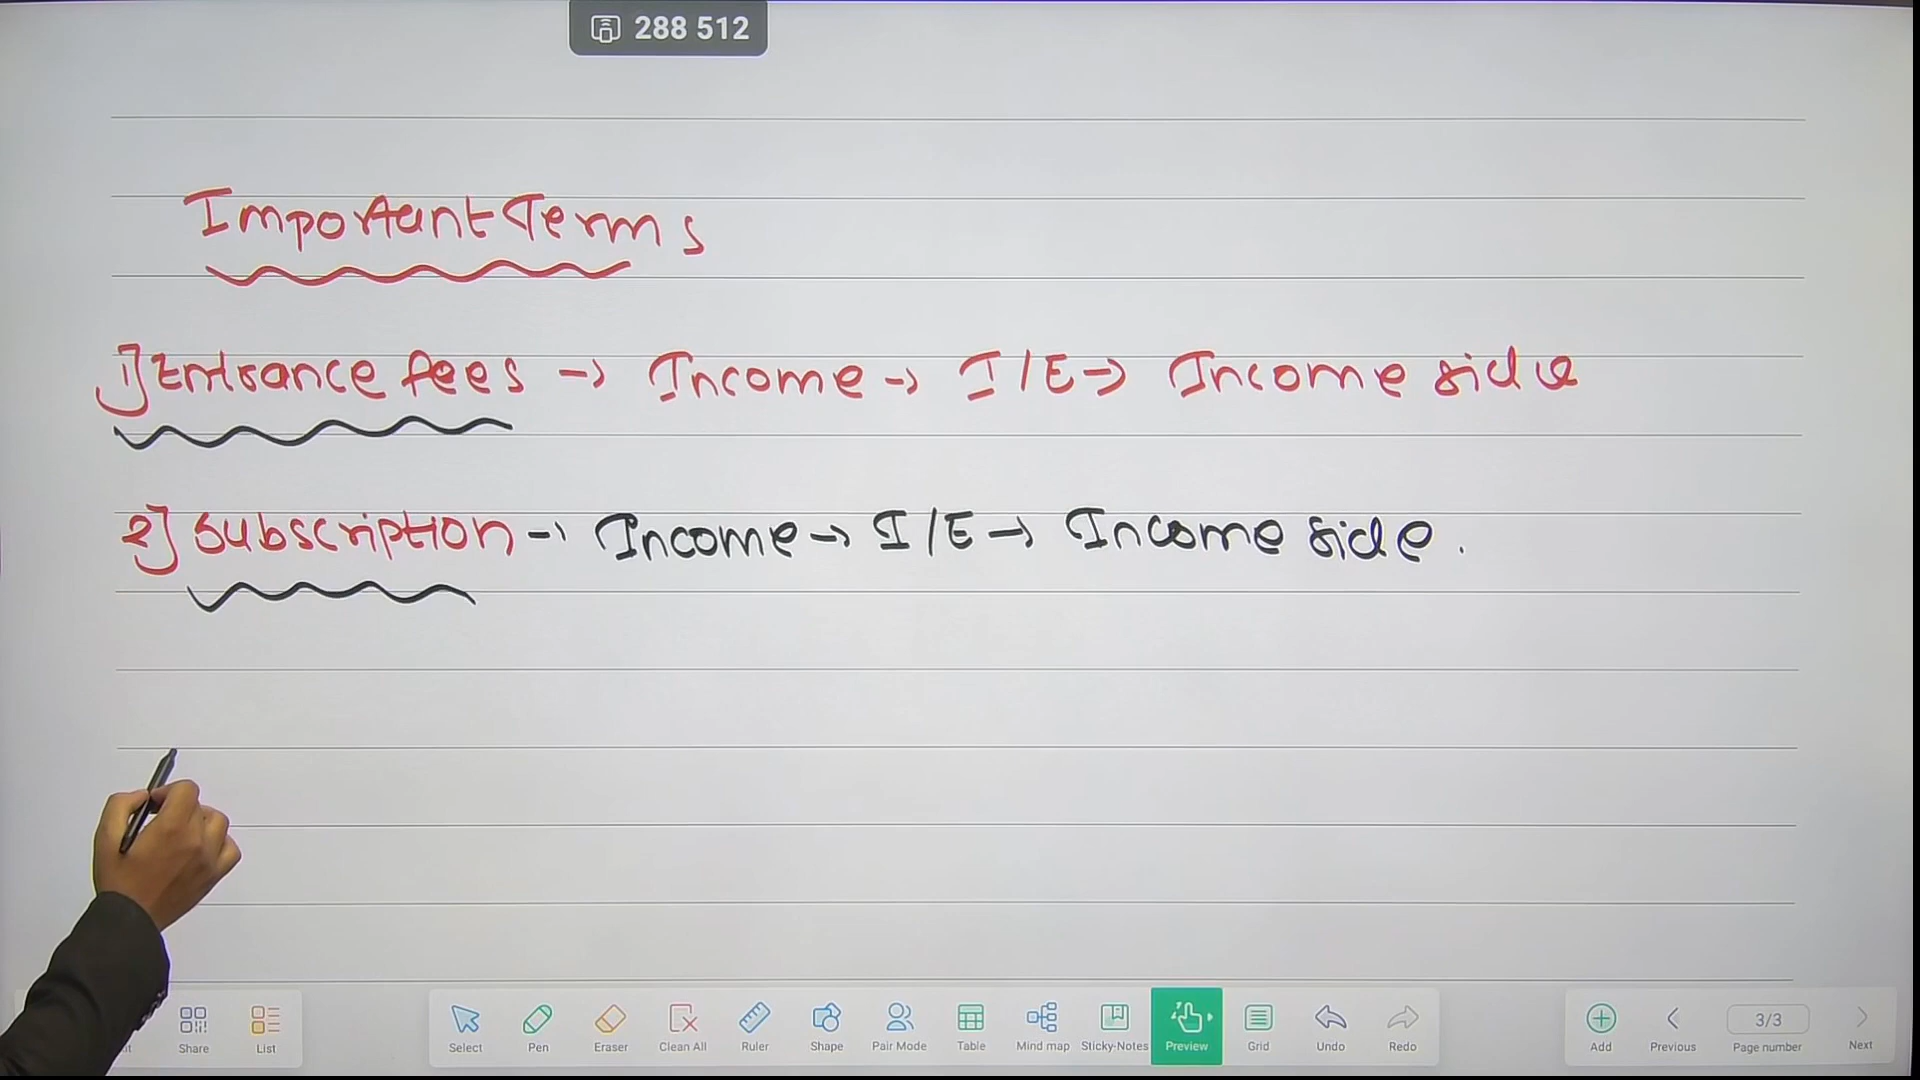 288 512
Important Terms
1] Entrance fees → Income → I/E → Income side
2] Subscription → Income → I/E → Income side.
Share List Select Pen Eraser Clean All Ruler Shape Pair Mode Table Mind map Sticky-Notes Preview Grid Undo Redo Add Previous 3/3 Page number Next